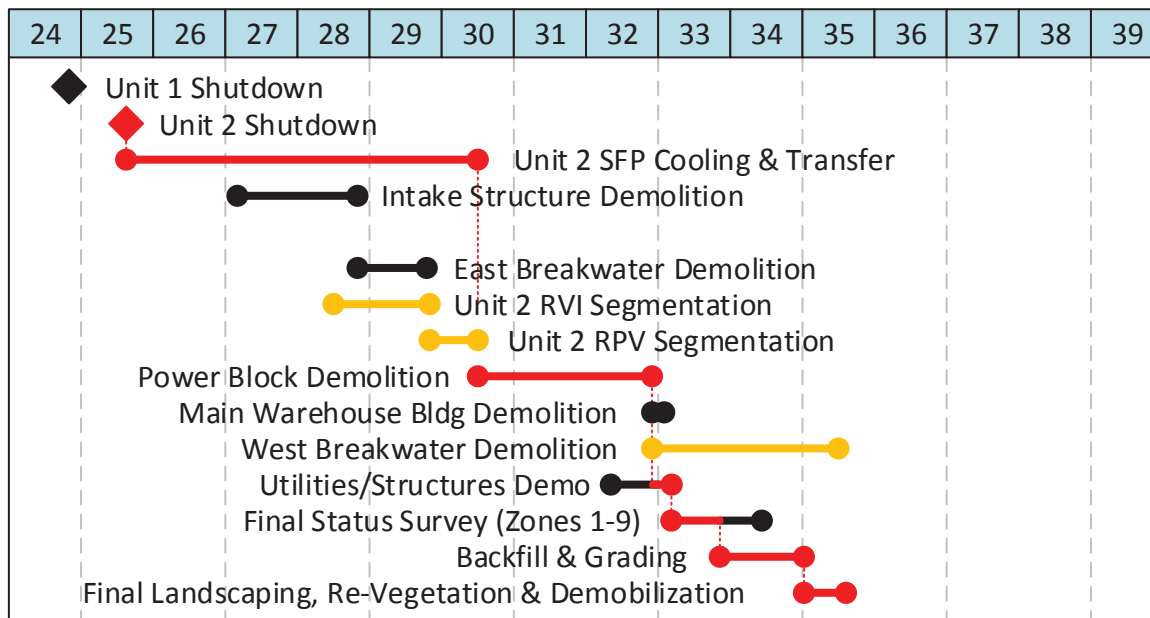 24 25 26 27 28 29 30 31 32 33 34 35 36 37 38 39
Unit 1 Shutdown
Unit 2 Shutdown
Unit 2 SFP Cooling & Transfer
Intake Structure Demolition
East Breakwater Demolition
Unit 2 RVI Segmentation
Unit 2 RPV Segmentation
Power Block Demolition
Main Warehouse Bldg Demolition
West Breakwater Demolition
Utilities/Structures Demo
Final Status Survey (Zones 1-9)
Backfill & Grading
Final Landscaping, Re-Vegetation & Demobilization